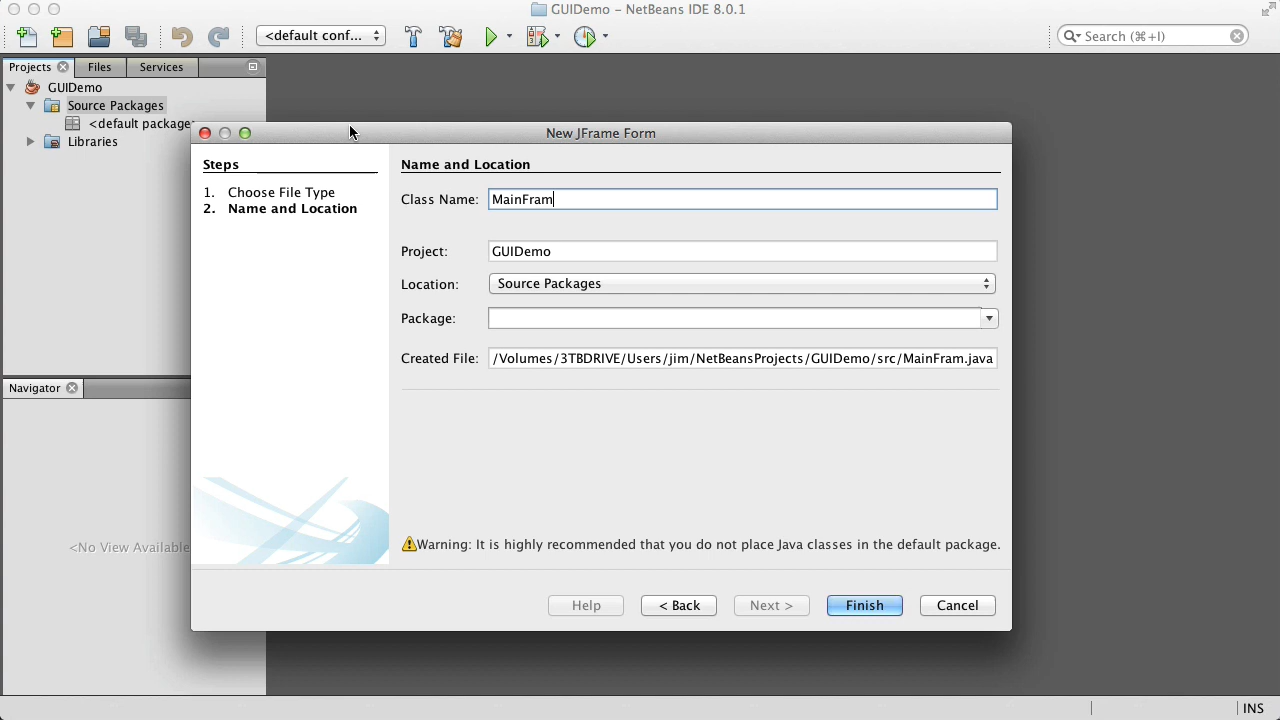 GUIDemo – NetBeans IDE 8.0.1
<default conf...
Search (⌘+I)
Projects
Files
Services
GUIDemo
Source Packages
<default package
Libraries
New JFrame Form
Steps
1. Choose File Type
2. Name and Location
Name and Location
Class Name: MainFram
Project: GUIDemo
Location: Source Packages
Package:
Created File: /Volumes/3TBDRIVE/Users/jim/NetBeansProjects/GUIDemo/src/MainFram.java
Navigator
<No View Available
Warning: It is highly recommended that you do not place Java classes in the default package.
Help
< Back
Next >
Finish
Cancel
INS